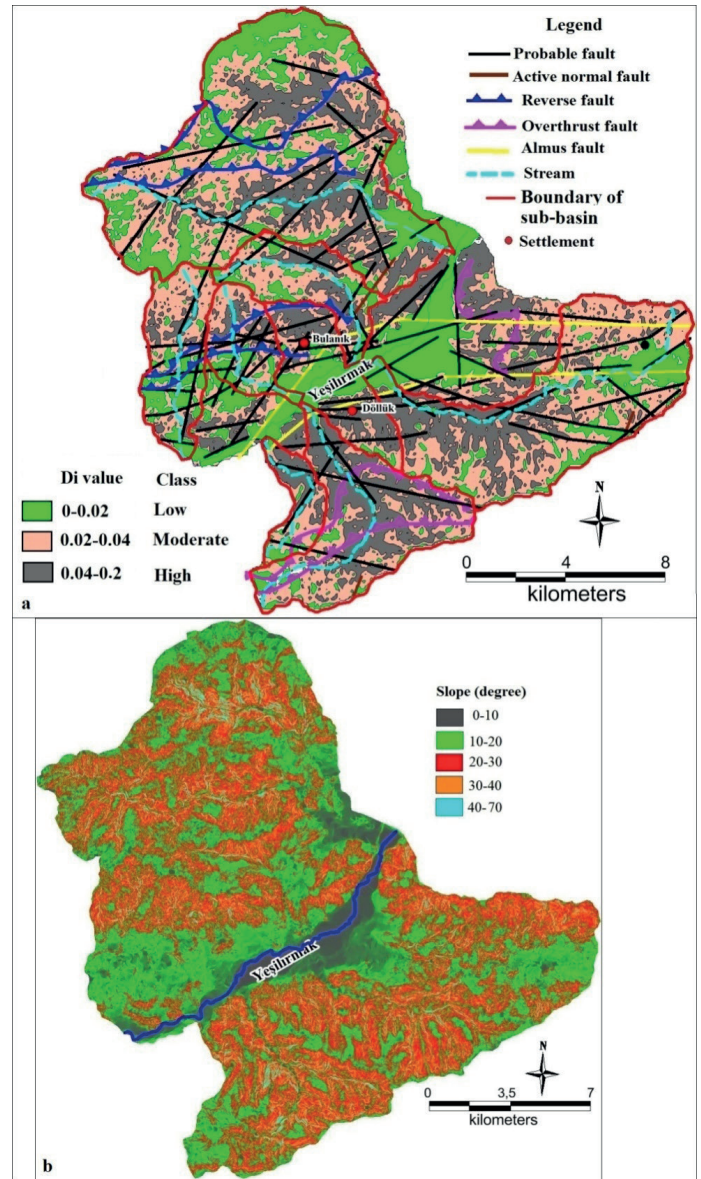 Legend
Probable fault
Active normal fault
Reverse fault
Overthrust fault
Almus fault
Stream
Boundary of
sub-basin
Settlement
Bulanık
Yeşilırmak
Döllük
Di value Class
0-0.02 Low
0.02-0.04 Moderate
0.04-0.2 High
N
0 4 8
kilometers
a
Slope (degree)
0-10
10-20
20-30
30-40
40-70
Yeşilırmak
N
0 3,5 7
kilometers
b